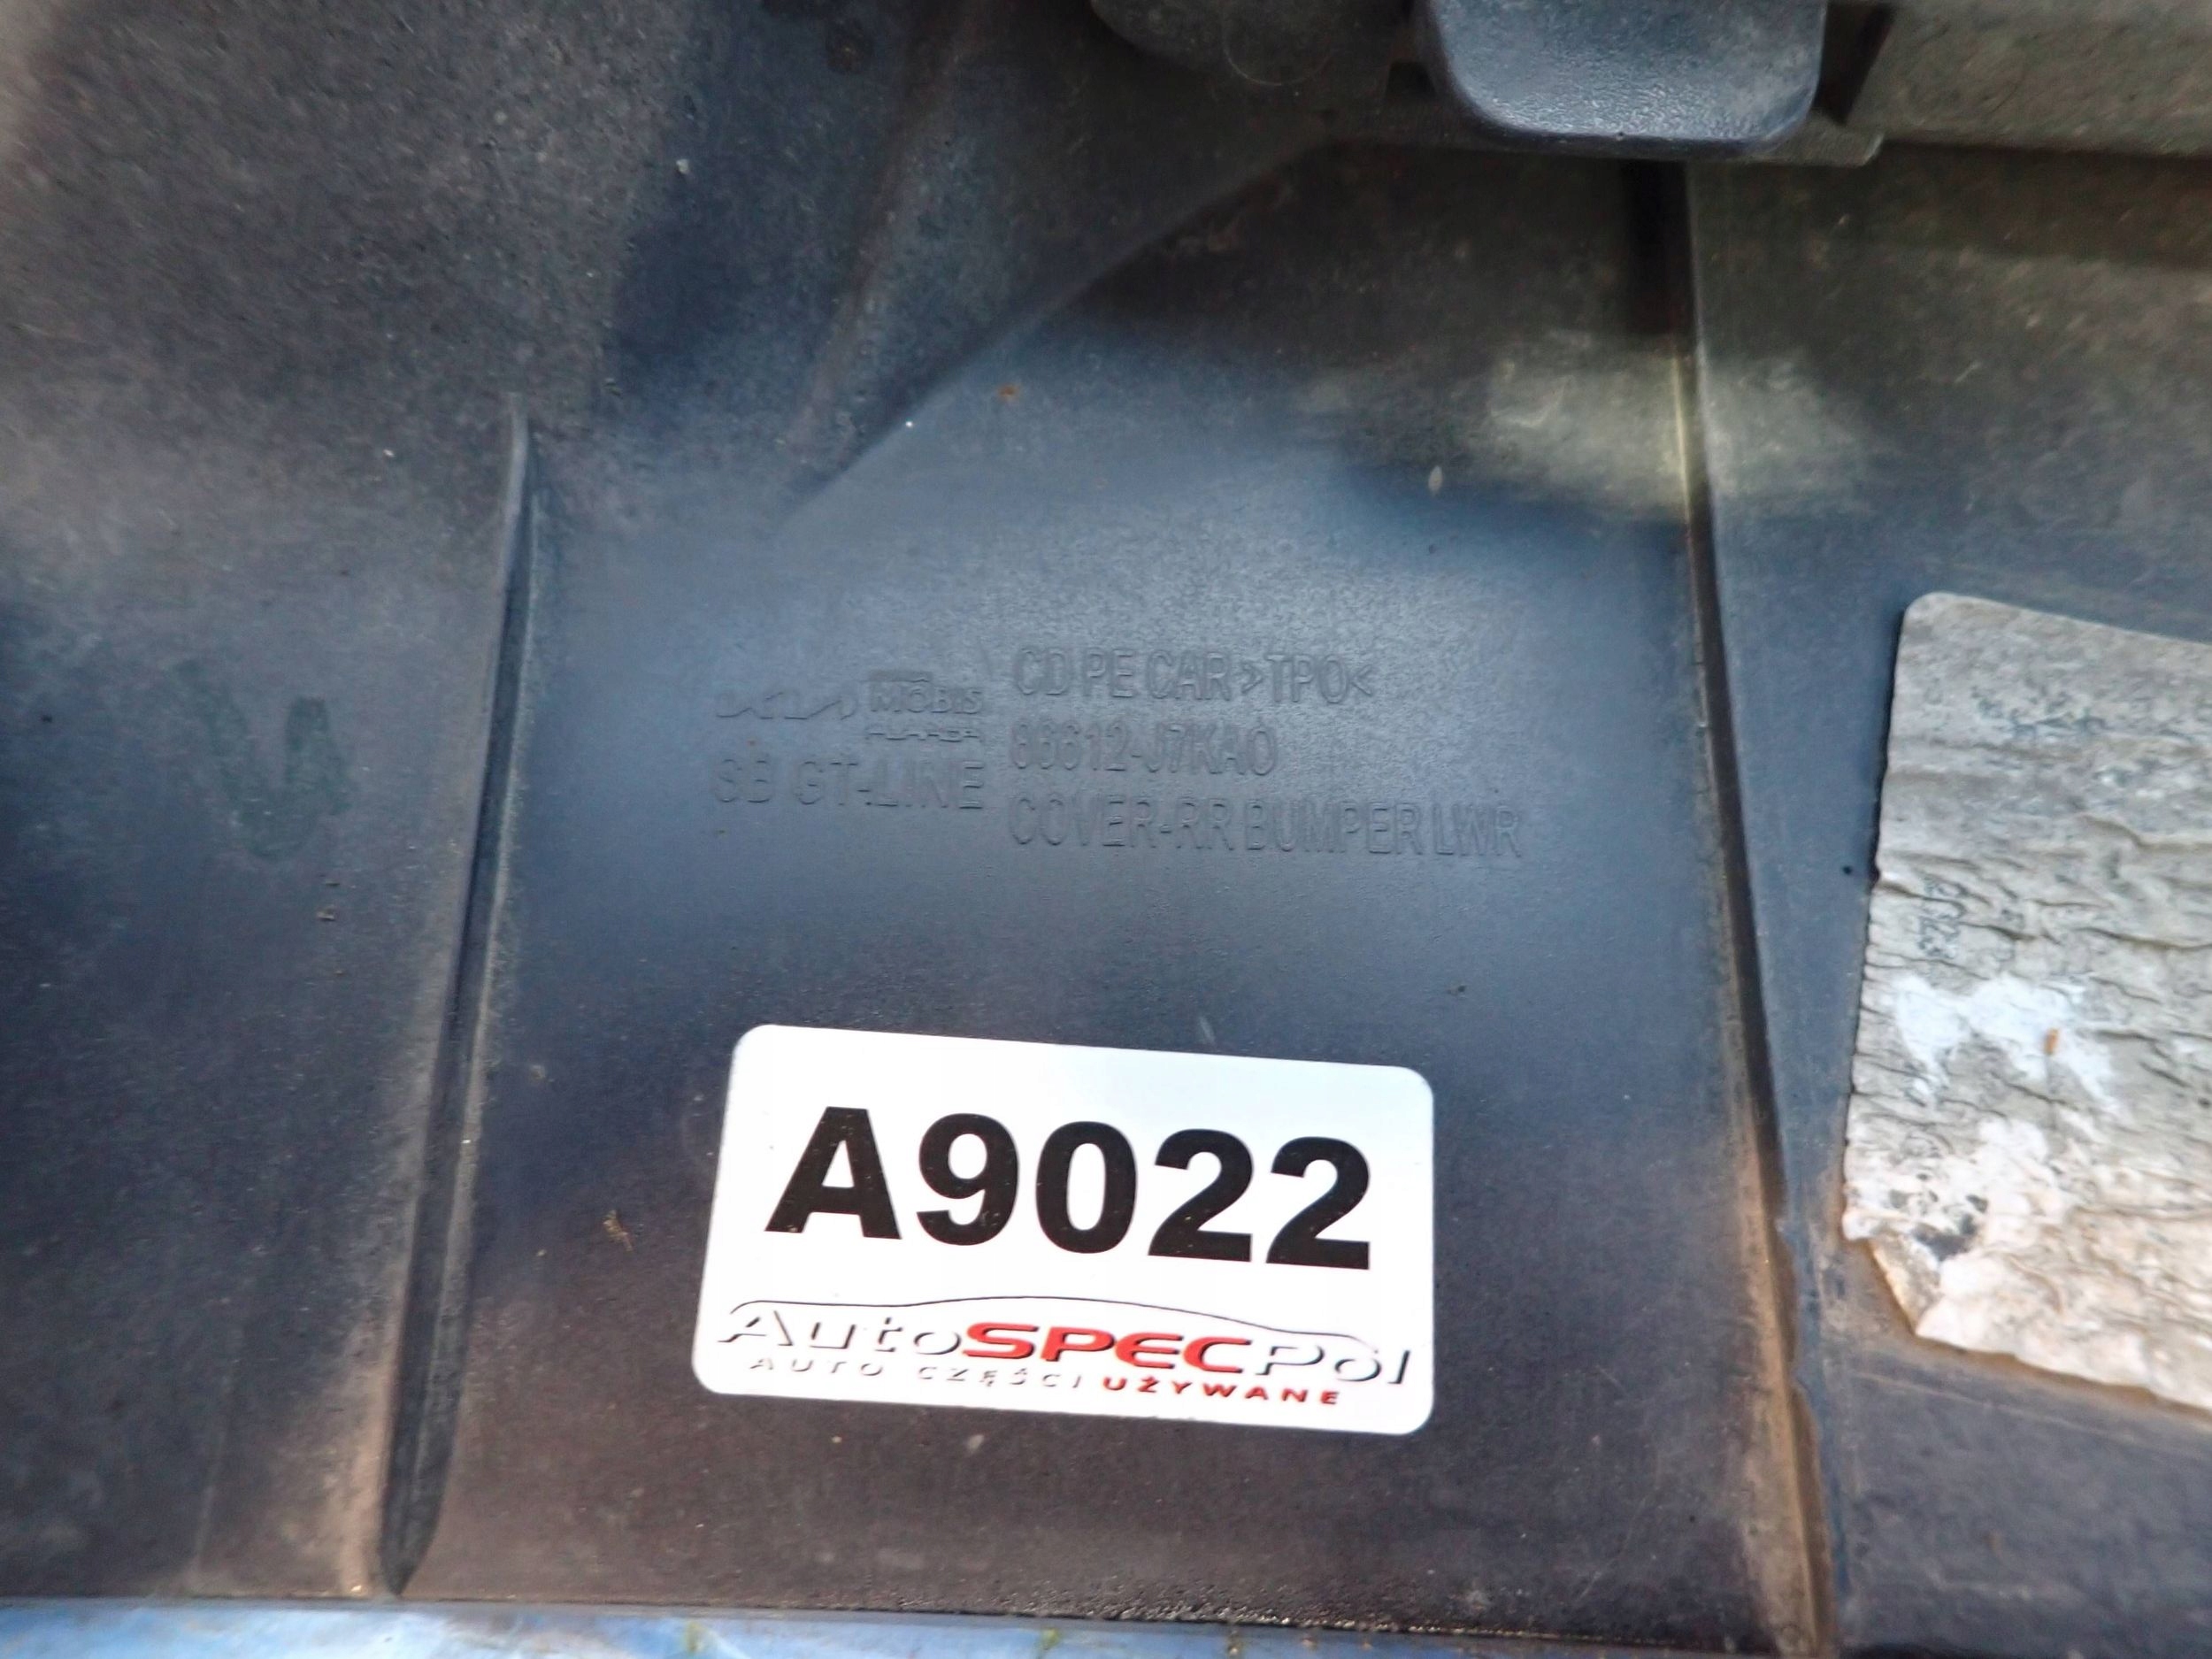 KIA MOBIS
SB GT-LINE
CD PE CAR >TPO<
86612-J7KA0
COVER-RR BUMPER LWR
A9022
AutoSPECPol
AUTO CZĘŚCI UŻYWANE